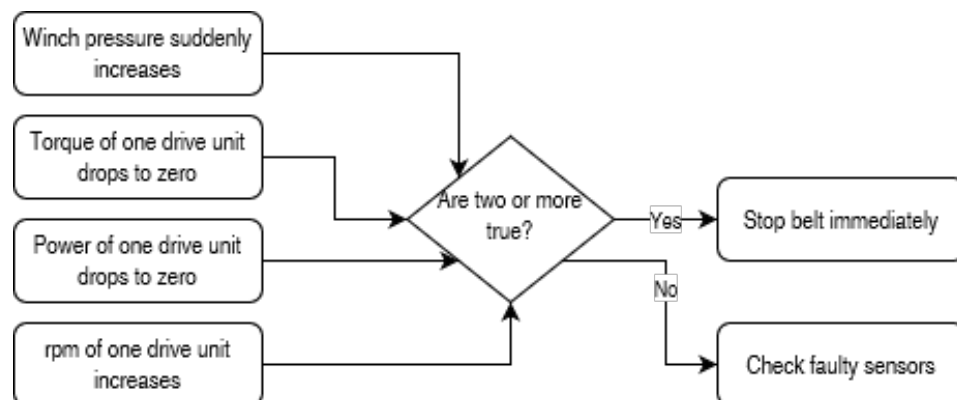 Winch pressure suddenly
increases
Torque of one drive unit
drops to zero
Power of one drive unit
drops to zero
rpm of one drive unit
increases
Are two or more
true?
Yes
No
Stop belt immediately
Check faulty sensors